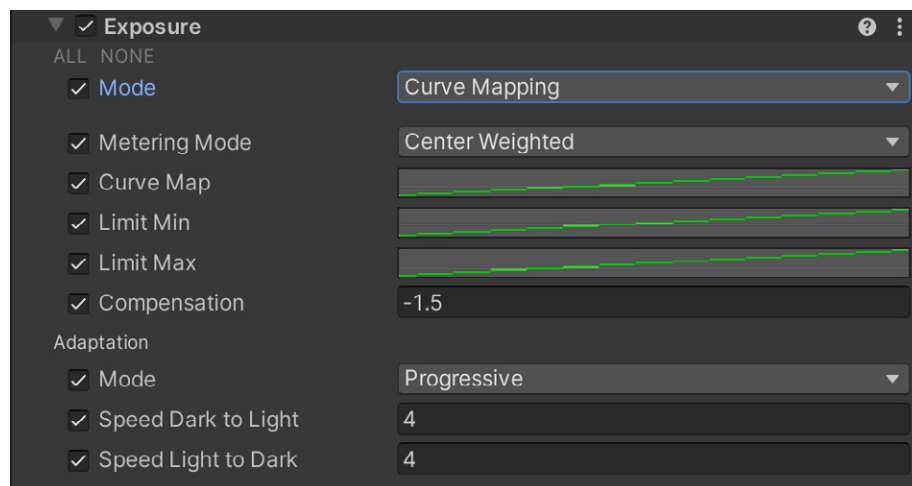 Exposure
ALL NONE
Mode Curve Mapping
Metering Mode Center Weighted
Curve Map
Limit Min
Limit Max
Compensation -1.5
Adaptation
Mode Progressive
Speed Dark to Light 4
Speed Light to Dark 4